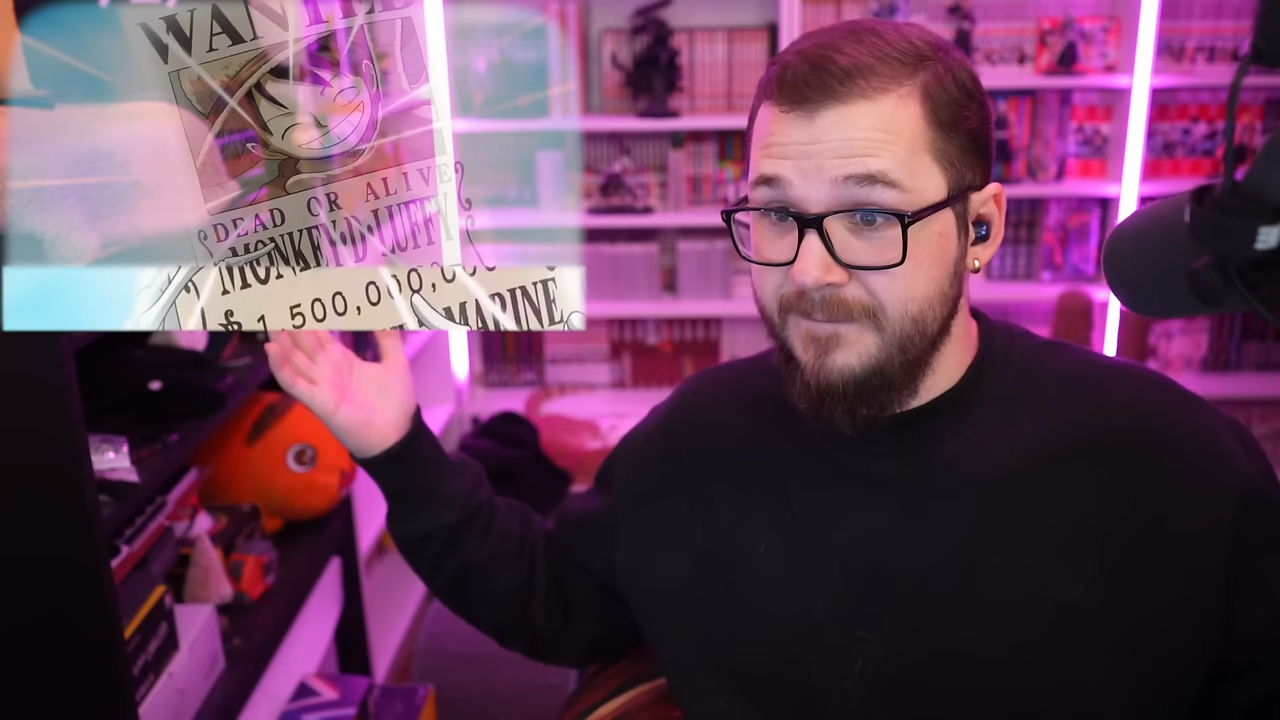 WANTED
DEAD OR ALIVE
MONKEY·D·LUFFY
1,500,000,000
MARINE